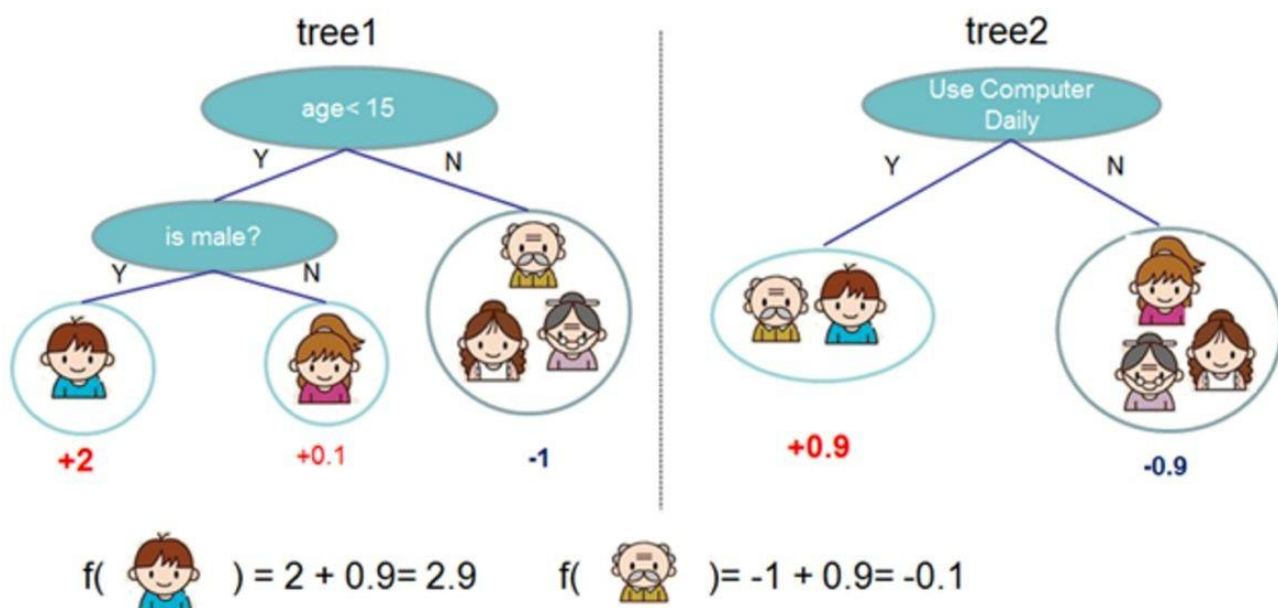 tree1
age< 15
Y
N
is male?
Y
N
+2
+0.1
-1
tree2
Use Computer
Daily
Y
N
+0.9
-0.9
f( ) = 2 + 0.9= 2.9
f( )= -1 + 0.9= -0.1